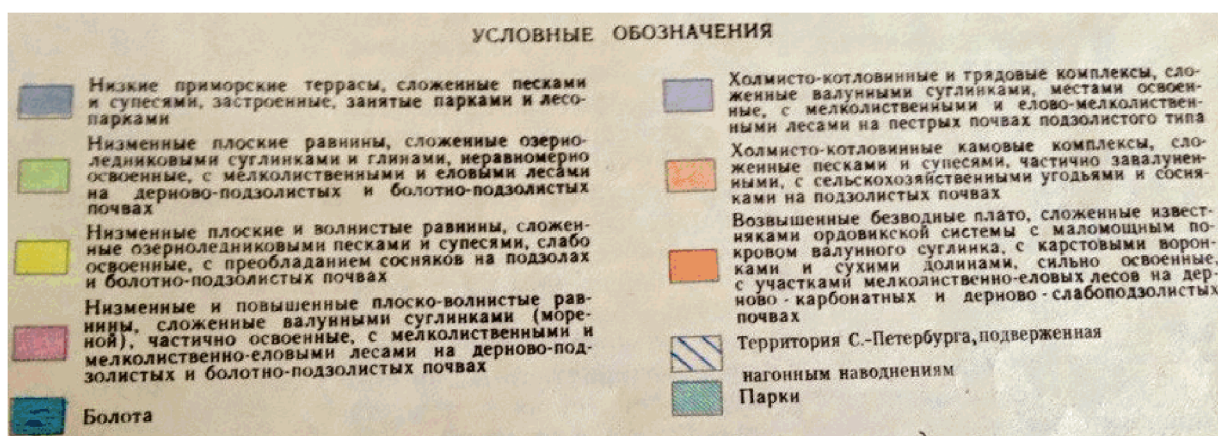 УСЛОВНЫЕ ОБОЗНАЧЕНИЯ
Низкие приморские террасы, сложенные песками
и супесями, застроенные, занятые парками и лесо-
парками
Низменные плоские равнины, сложенные озерно-
ледниковыми суглинками и глинами, неравномерно
освоенные, с мелколиственными и еловыми лесами
на дерново-подзолистых и болотно-подзолистых
почвах
Низменные плоские и волнистые равнины, сложен-
ные озерноледниковыми песками и супесями, слабо
освоенные, с преобладанием сосняков на подзолах
и болотно-подзолистых почвах
Низменные и повышенные плоско-волнистые рав-
нины, сложенные валунными суглинками (море-
ной), частично освоенные, с мелколиственными и
мелколиственно-еловыми лесами на дерново-под-
золистых и болотно-подзолистых почвах
Болота
Холмисто-котловинные и грядовые комплексы, сло-
женные валунными суглинками, местами освоен-
ные, с мелколиственными и елово-мелколиствен-
ными лесами на пестрых почвах подзолистого типа
Холмисто-котловинные камовые комплексы, сло-
женные песками и супесями, частично завалунен-
ными, с сельскохозяйственными угодьями и сосня-
ками на подзолистых почвах
Возвышенные безводные плато, сложенные извест-
няками ордовикской системы с маломощным по-
кровом валунного суглинка, с карстовыми ворон-
ками и сухими долинами, сильно освоенные,
с участками мелколиственно-еловых лесов на дер-
ново-карбонатных и дерново-слабоподзолистых
почвах
Территория С.-Петербурга, подверженная
нагонным наводнениям
Парки